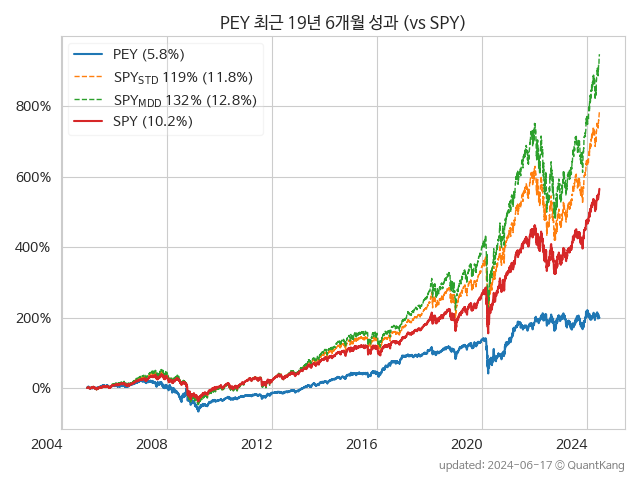 PEY 최근 19년 6개월 성과 (vs SPY)
PEY (5.8%)
SPY_STD 119% (11.8%)
SPY_MDD 132% (12.8%)
SPY (10.2%)
800%
600%
400%
200%
0%
2004 2008 2012 2016 2020 2024
updated: 2024-06-17 © QuantKang